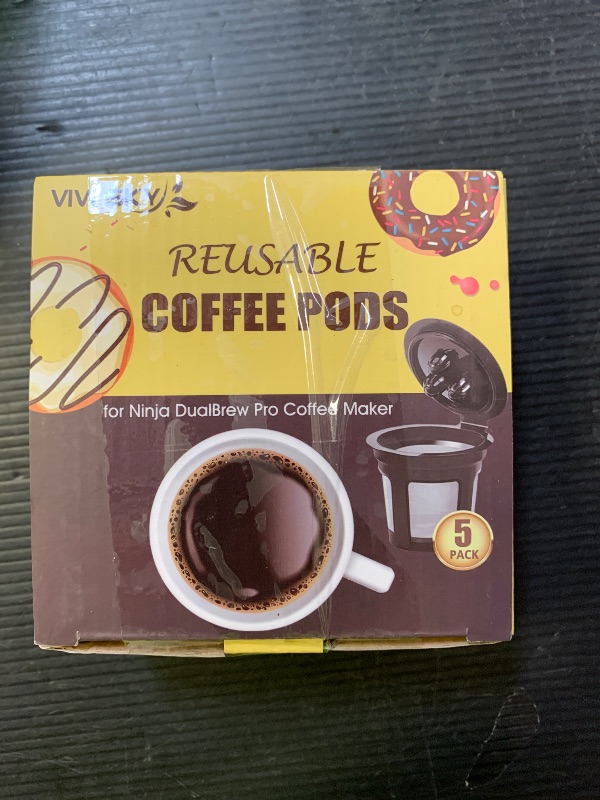 REUSABLE
COFFEE PODS
for Ninja DualBrew Pro Coffee Maker
5
PACK